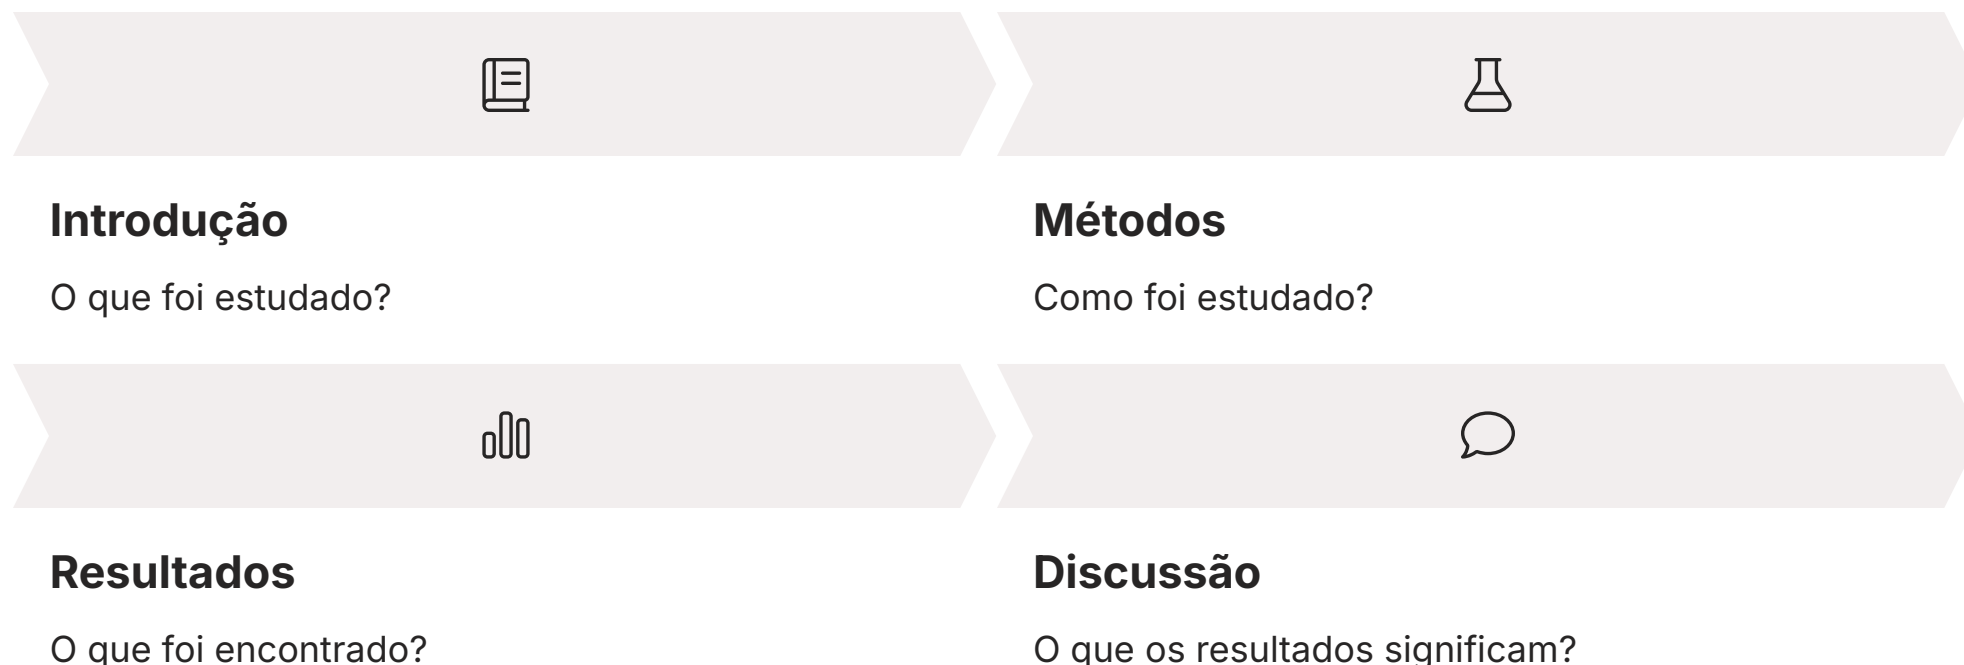 Introdução
O que foi estudado?
Métodos
Como foi estudado?
Resultados
O que foi encontrado?
Discussão
O que os resultados significam?